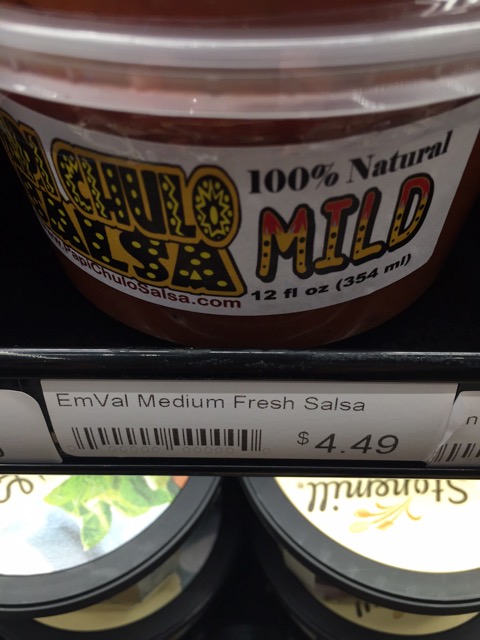 CHULO
SALSA
100% Natural
MILD
PapiChuloSalsa.com
12 fl oz (354 ml)
EmVal Medium Fresh Salsa
$4.49
Stonemill.